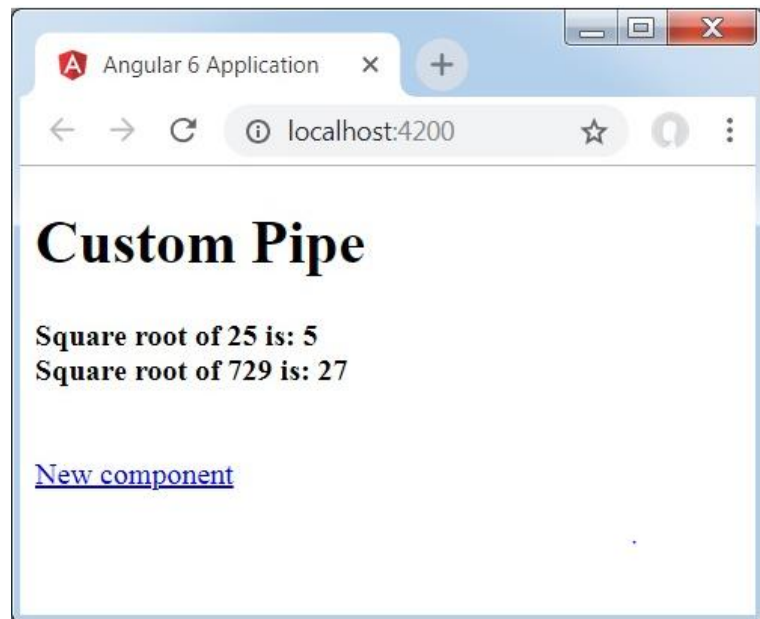 Angular 6 Application
localhost:4200
Custom Pipe
Square root of 25 is: 5
Square root of 729 is: 27
New component